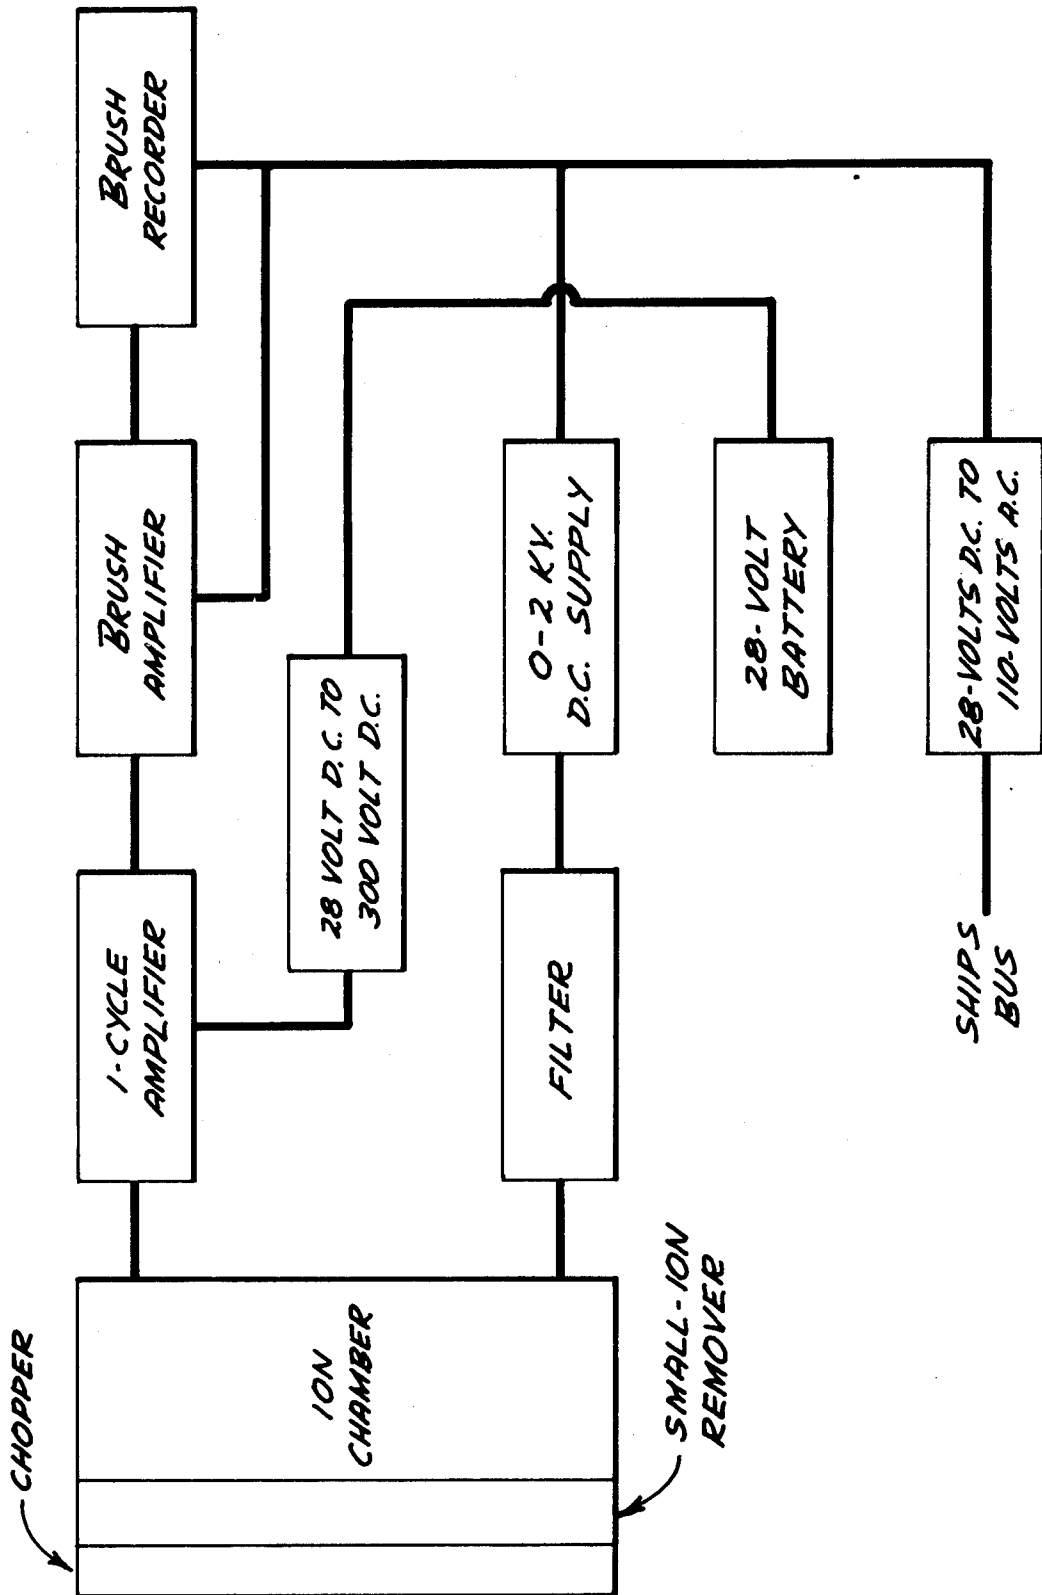 CHOPPER
ION
CHAMBER
SMALL-ION
REMOVER
1-CYCLE
AMPLIFIER
BRUSH
AMPLIFIER
BRUSH
RECORDER
28 VOLT D.C. TO
300 VOLT D.C.
FILTER
0-2 KV.
D.C. SUPPLY
28-VOLT
BATTERY
SHIPS
BUS
28-VOLTS D.C. TO
110-VOLTS A.C.